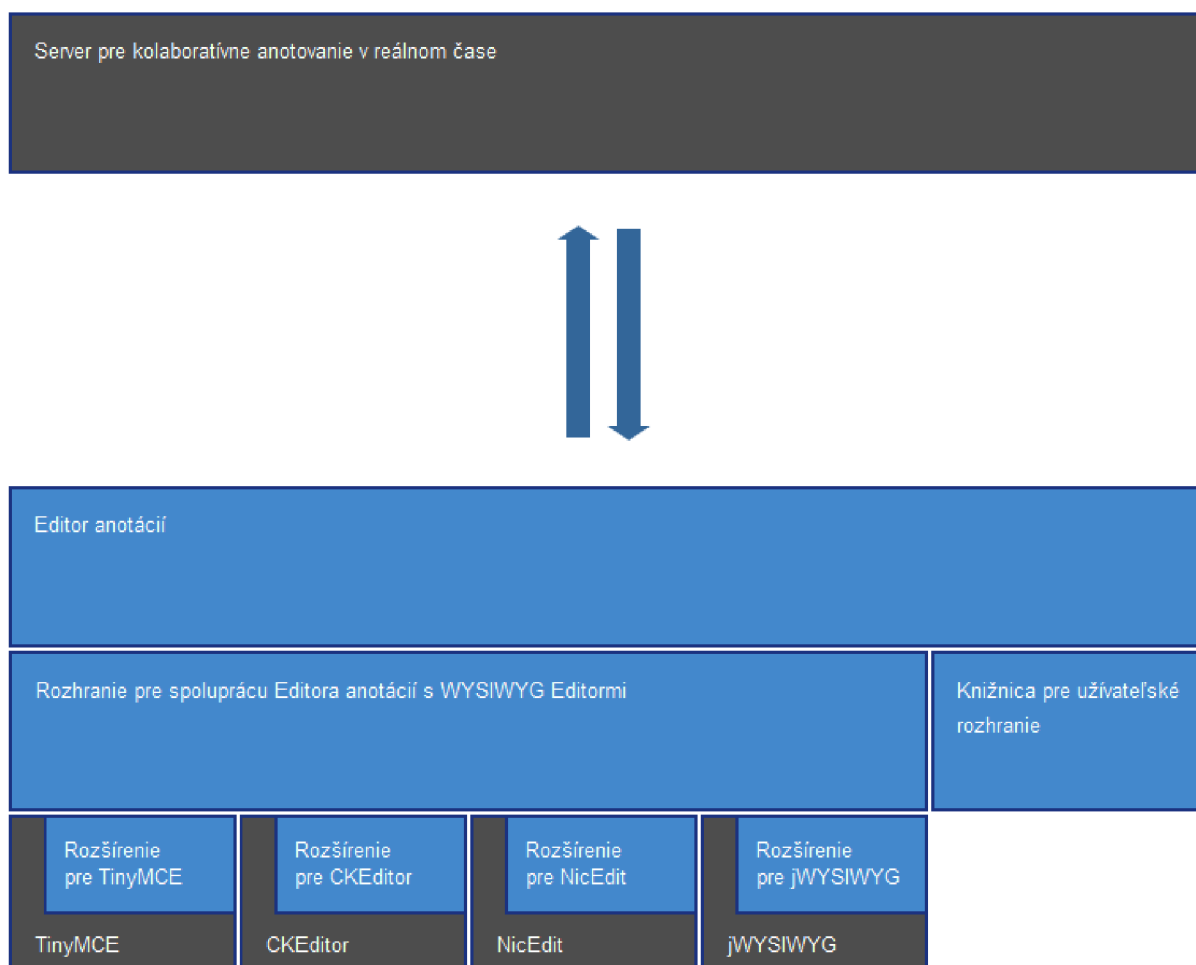 Server pre kolaboratívne anotovanie v reálnom čase
Editor anotácií
Rozhranie pre spoluprácu Editora anotácií s WYSIWYG Editormi
Knižnica pre užívateľské
rozhranie
Rozšírenie
pre TinyMCE
Rozšírenie
pre CKEditor
Rozšírenie
pre NicEdit
Rozšírenie
pre jWYSIWYG
TinyMCE
CKEditor
NicEdit
jWYSIWYG